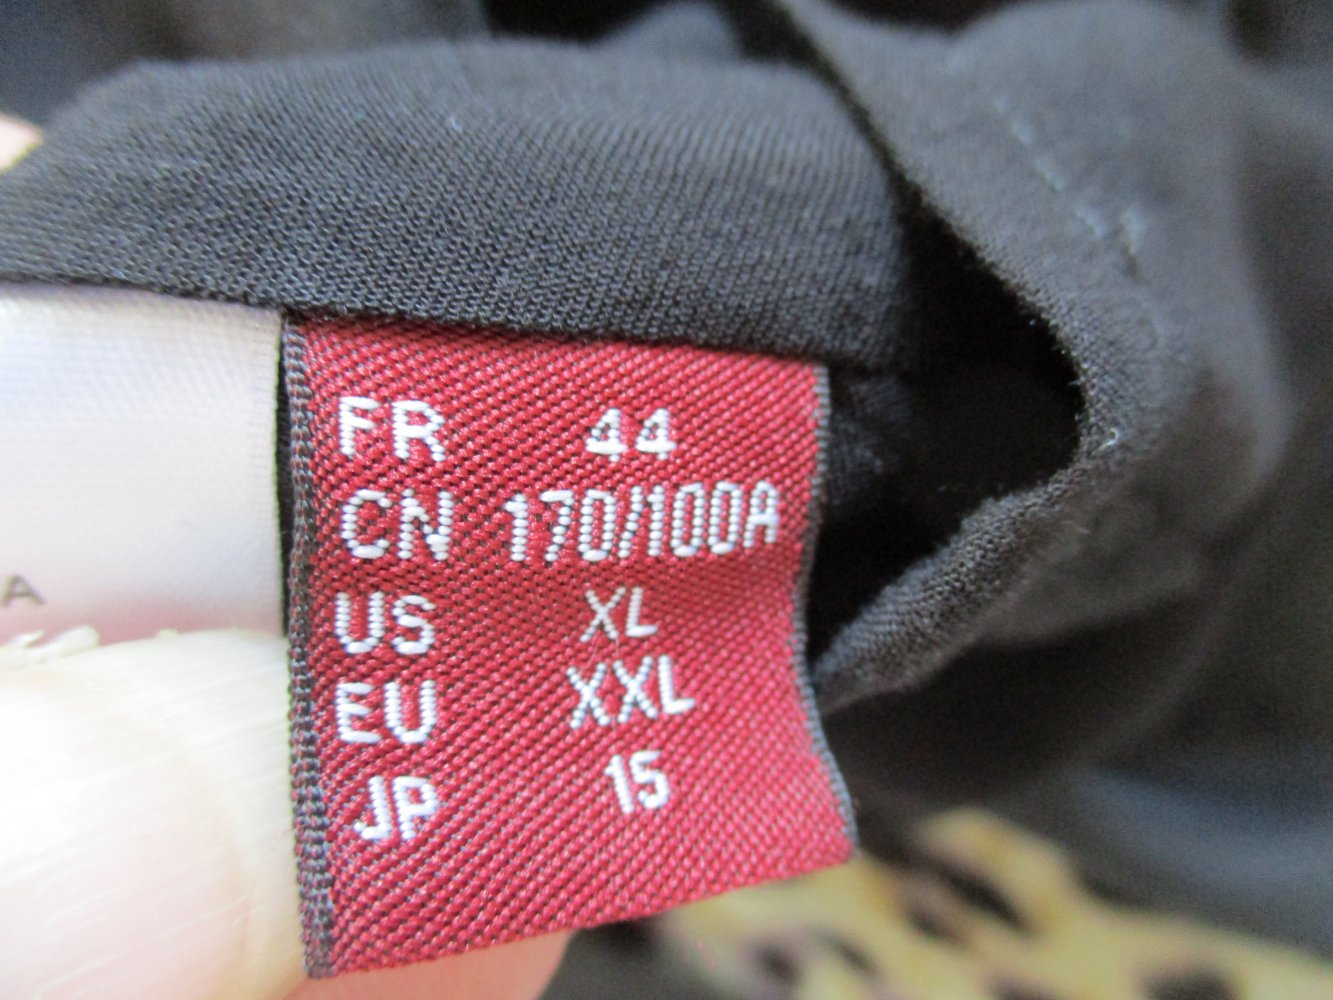 FR 44
CN 170/100A
US XL
EU XXL
JP 15
A